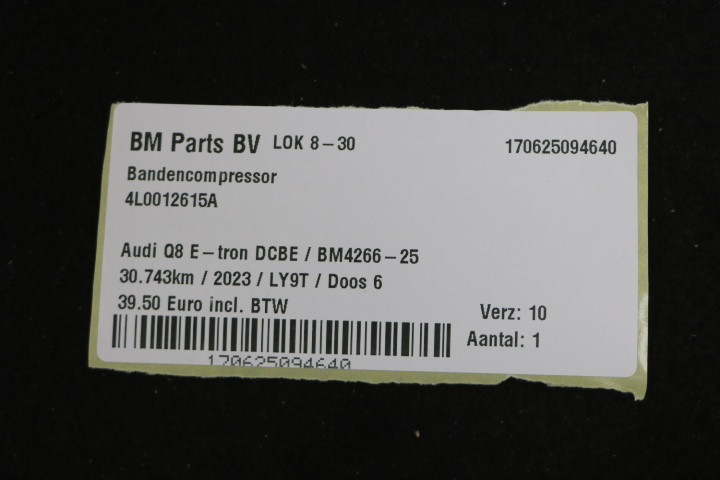 BM Parts BV LOK 8-30 170625094640
Bandencompressor
4L0012615A
Audi Q8 E-tron DCBE / BM4266-25
30.743km / 2023 / LY9T / Doos 6
39.50 Euro incl. BTW
Verz: 10
Aantal: 1
170625094640